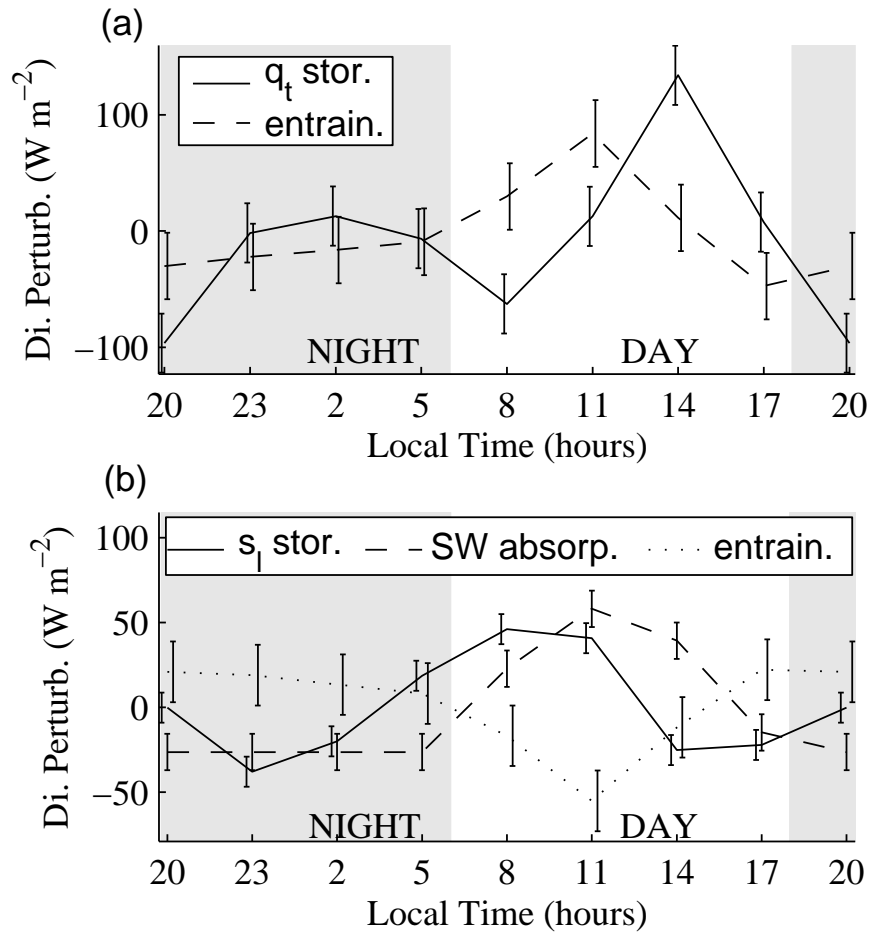 (a)
Di. Perturb. (W m−2)
100
0
−100
q_t stor.
entrain.
NIGHT DAY
20 23 2 5 8 11 14 17 20
Local Time (hours)
(b)
Di. Perturb. (W m−2)
100
50
0
−50
s_l stor. SW absorp. entrain.
NIGHT DAY
20 23 2 5 8 11 14 17 20
Local Time (hours)